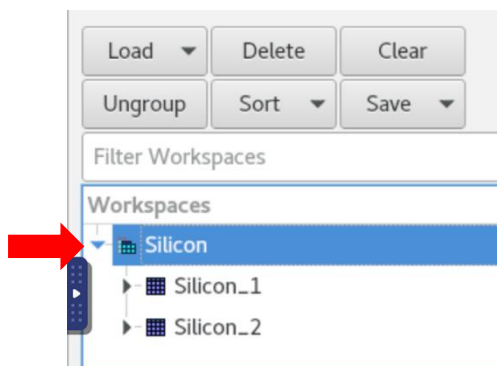 Load Delete Clear
Ungroup Sort Save
Filter Workspaces
Workspaces
Silicon
Silicon_1
Silicon_2